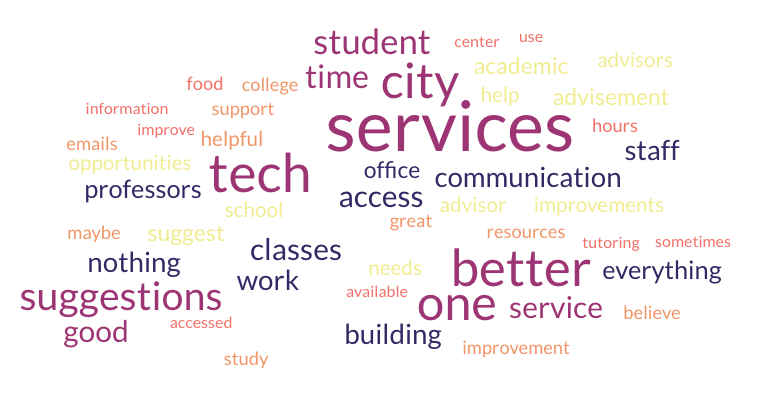 center use
student
academic advisors
time city
food college
help advisement
information support
services
improve hours
emails helpful
staff
opportunities
tech office communication
professors access
school advisor improvements
great
maybe suggest resources
tutoring sometimes
classes
nothing needs better everything
work
suggestions available
one service
accessed believe
good building
improvement
study